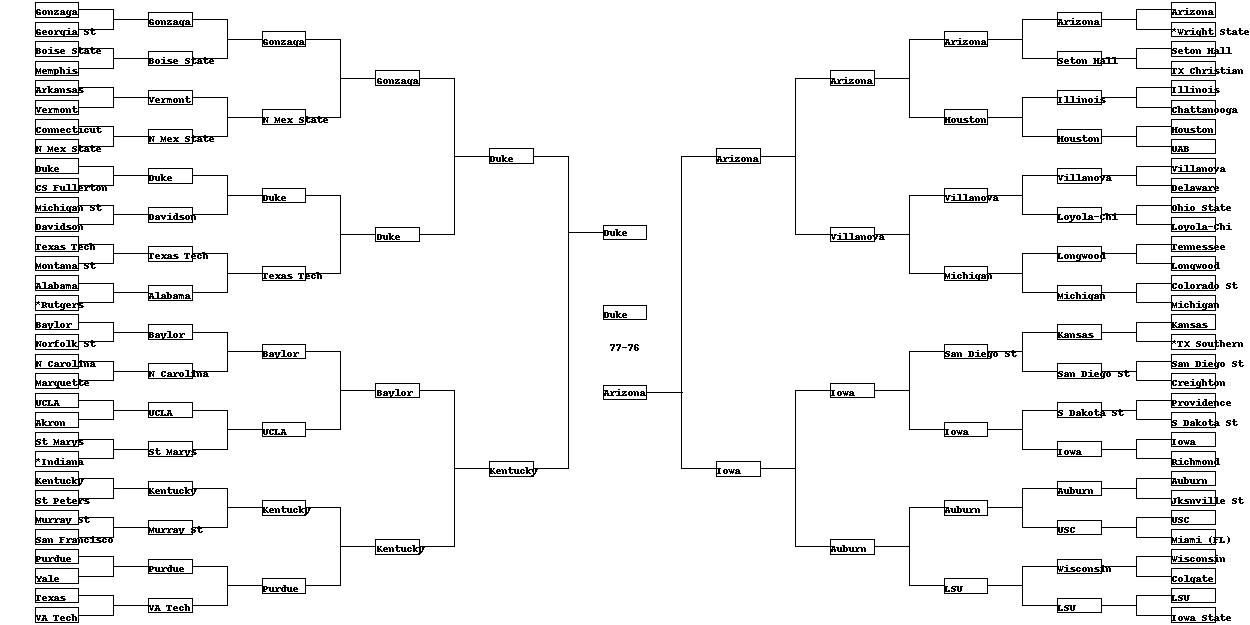 Gonzaga
Georgia St
Boise State
Memphis
Arkansas
Vermont
Connecticut
N Mex State
Duke
CS Fullerton
Michigan St
Davidson
Texas Tech
Montana St
Alabama
*Rutgers
Baylor
Norfolk St
N Carolina
Marquette
UCLA
Akron
St Marys
*Indiana
Kentucky
St Peters
Murray St
San Francisco
Purdue
Yale
Texas
VA Tech
Gonzaga
Boise State
Vermont
N Mex State
Duke
Davidson
Texas Tech
Alabama
Baylor
N Carolina
UCLA
St Marys
Kentucky
Murray St
Purdue
VA Tech
Gonzaga
N Mex State
Duke
Texas Tech
Baylor
UCLA
Kentucky
Purdue
Gonzaga
Duke
Baylor
Kentucky
Duke
Kentucky
Duke
Duke
77-76
Arizona
Arizona
Iowa
Arizona
Villanova
Iowa
Auburn
Arizona
Houston
Villanova
Michigan
San Diego St
Iowa
Auburn
LSU
Arizona
Seton Hall
Illinois
Houston
Villanova
Loyola-Chi
Longwood
Michigan
Kansas
San Diego St
S Dakota St
Iowa
Auburn
USC
Wisconsin
LSU
Arizona
*Wright State
Seton Hall
TX Christian
Illinois
Chattanooga
Houston
UAB
Villanova
Delaware
Ohio State
Loyola-Chi
Tennessee
Longwood
Colorado St
Michigan
Kansas
*TX Southern
San Diego St
Creighton
Providence
S Dakota St
Iowa
Richmond
Auburn
Jksnville St
USC
Miami (FL)
Wisconsin
Colgate
LSU
Iowa State